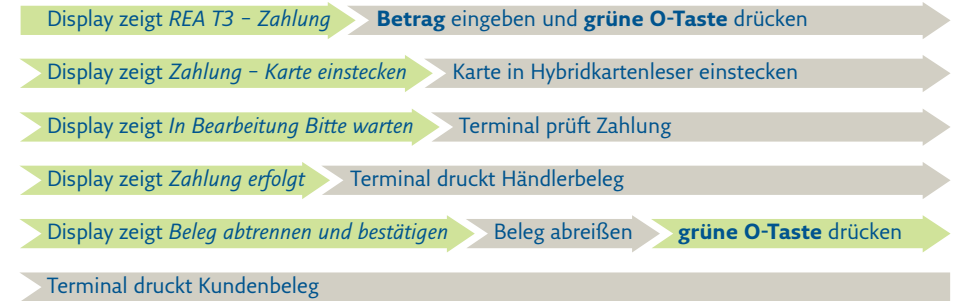 Display zeigt REA T3 – Zahlung Betrag eingeben und grüne O-Taste drücken
Display zeigt Zahlung – Karte einstecken Karte in Hybridkartenleser einstecken
Display zeigt In Bearbeitung Bitte warten Terminal prüft Zahlung
Display zeigt Zahlung erfolgt Terminal druckt Händlerbeleg
Display zeigt Beleg abtrennen und bestätigen Beleg abreißen grüne O-Taste drücken
Terminal druckt Kundenbeleg